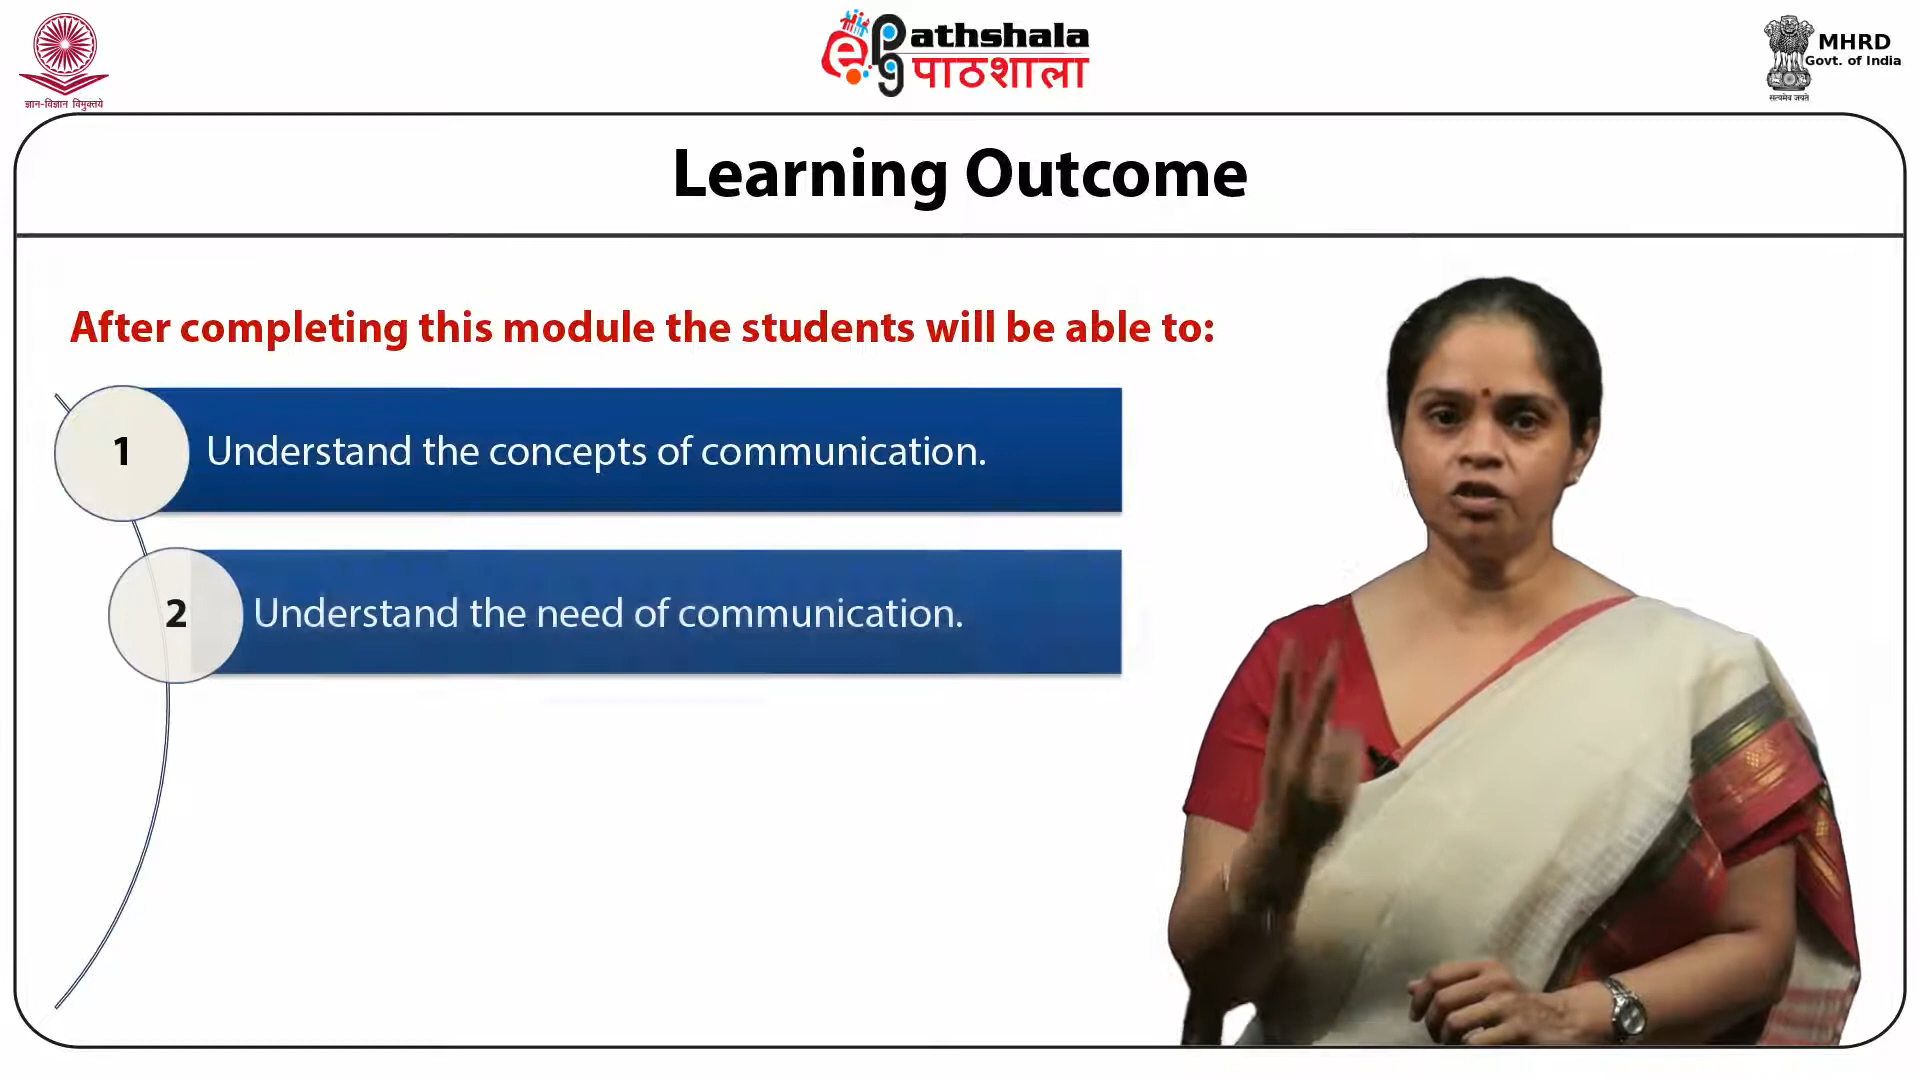 ज्ञान-विज्ञान विमुक्तये
ePG
Pathshala
पाठशाला
MHRD
Govt. of India
सत्यमेव जयते
Learning Outcome
After completing this module the students will be able to:
1 Understand the concepts of communication.
2 Understand the need of communication.